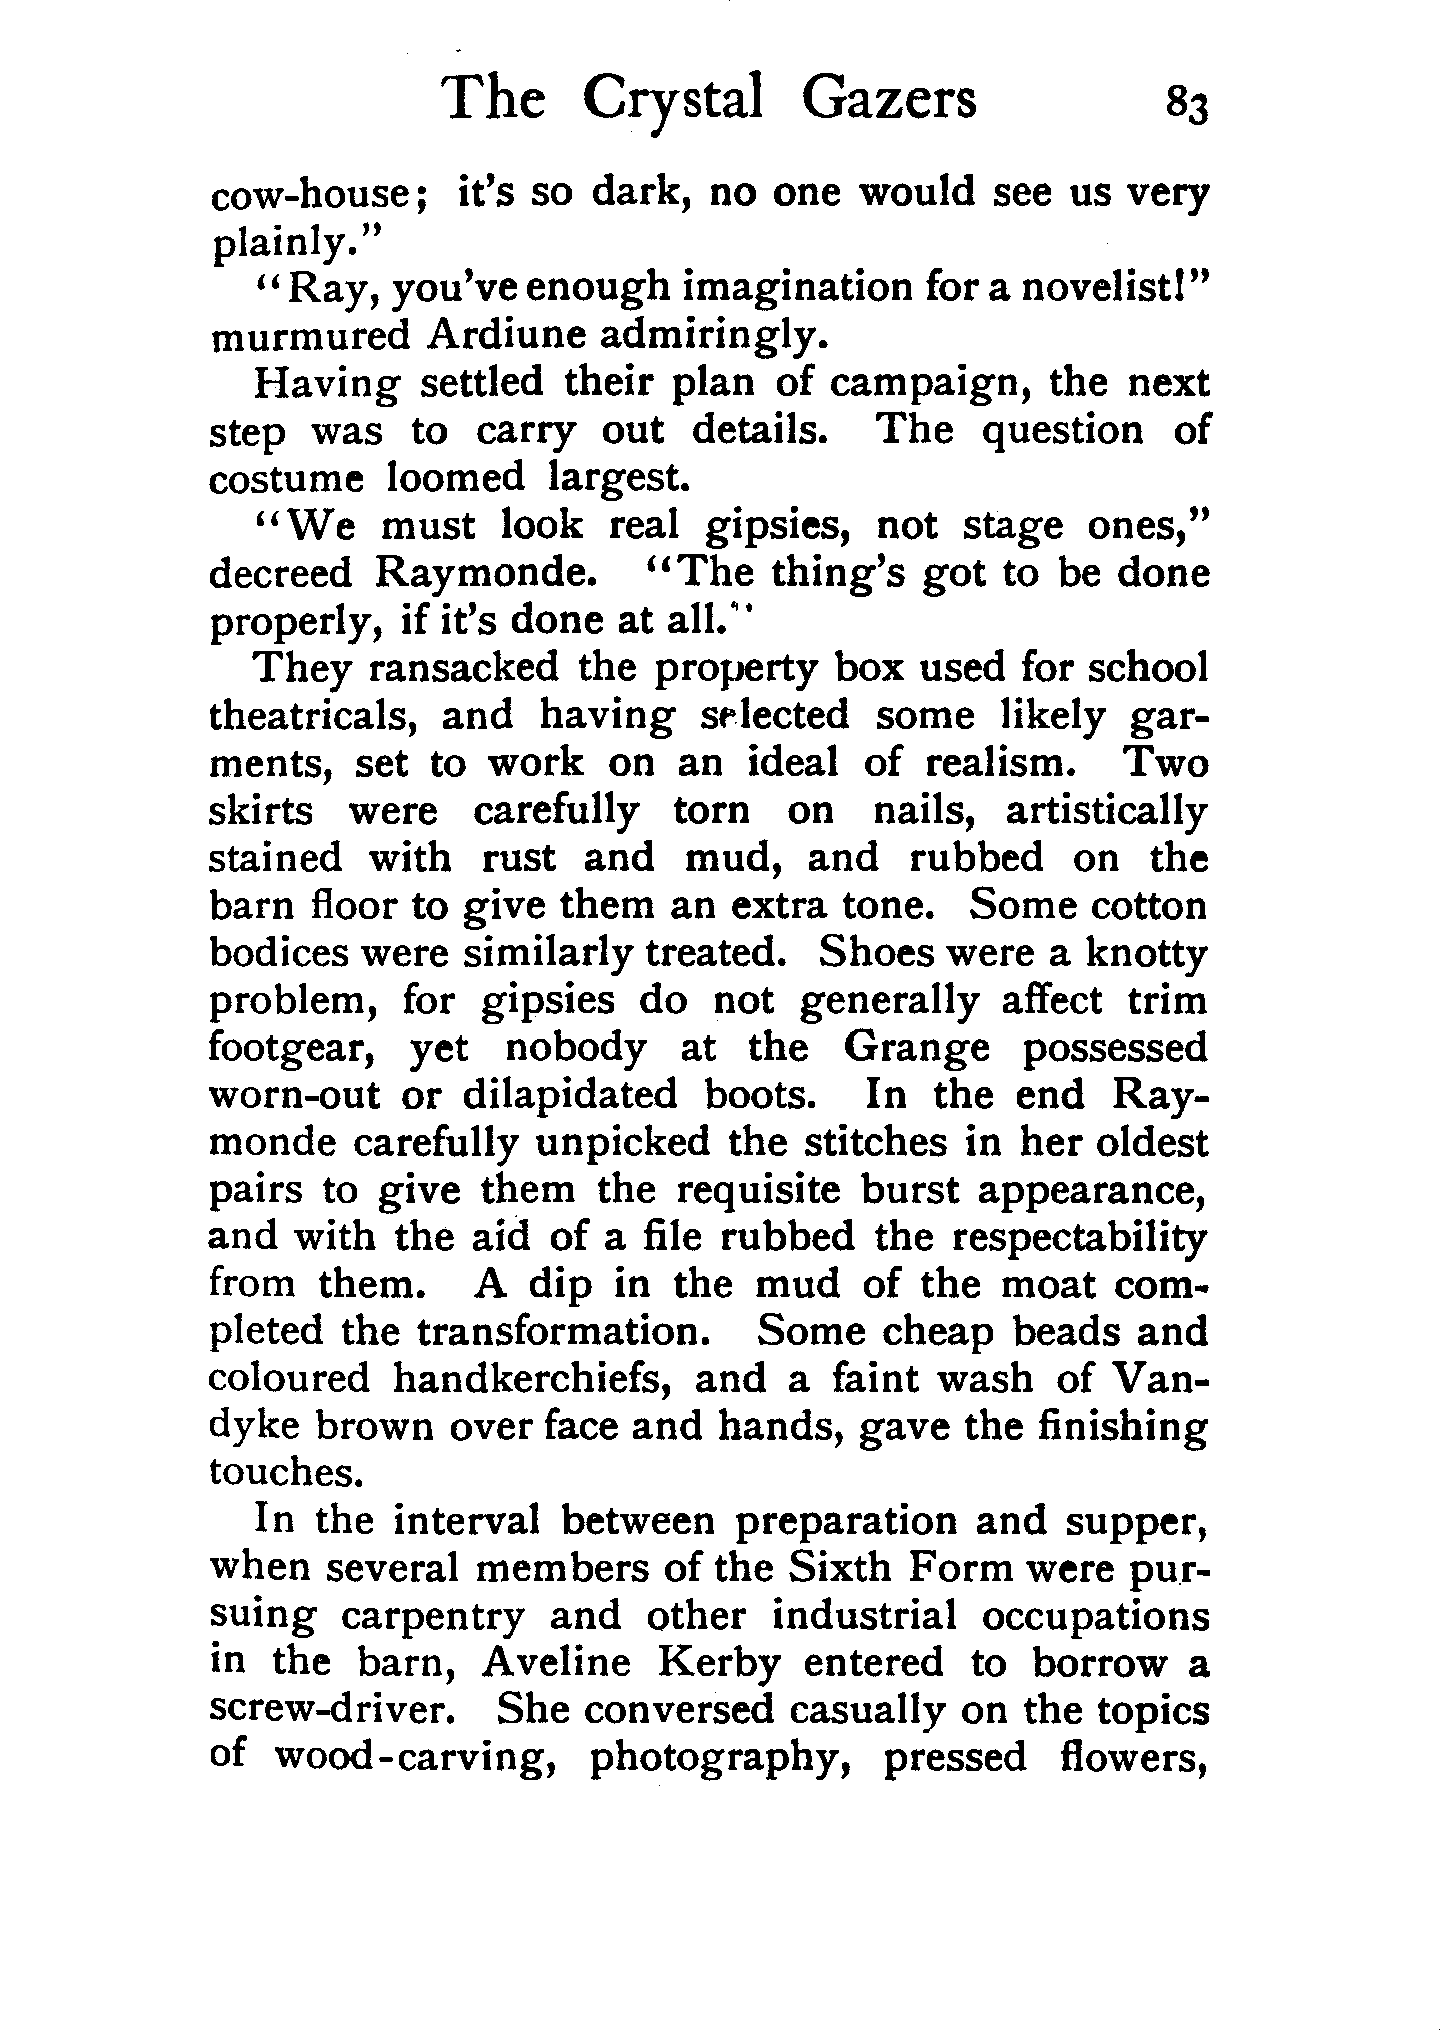 The Crystal Gazers 83
cow-house; it's so dark, no one would see us very
plainly."
"Ray, you've enough imagination for a novelist!"
murmured Ardiune admiringly.
Having settled their plan of campaign, the next
step was to carry out details. The question of
costume loomed largest.
"We must look real gipsies, not stage ones,"
decreed Raymonde. "The thing's got to be done
properly, if it's done at all."
They ransacked the property box used for school
theatricals, and having selected some likely gar-
ments, set to work on an ideal of realism. Two
skirts were carefully torn on nails, artistically
stained with rust and mud, and rubbed on the
barn floor to give them an extra tone. Some cotton
bodices were similarly treated. Shoes were a knotty
problem, for gipsies do not generally affect trim
footgear, yet nobody at the Grange possessed
worn-out or dilapidated boots. In the end Ray-
monde carefully unpicked the stitches in her oldest
pairs to give them the requisite burst appearance,
and with the aid of a file rubbed the respectability
from them. A dip in the mud of the moat com-
pleted the transformation. Some cheap beads and
coloured handkerchiefs, and a faint wash of Van-
dyke brown over face and hands, gave the finishing
touches.
In the interval between preparation and supper,
when several members of the Sixth Form were pur-
suing carpentry and other industrial occupations
in the barn, Aveline Kerby entered to borrow a
screw-driver. She conversed casually on the topics
of wood-carving, photography, pressed flowers,